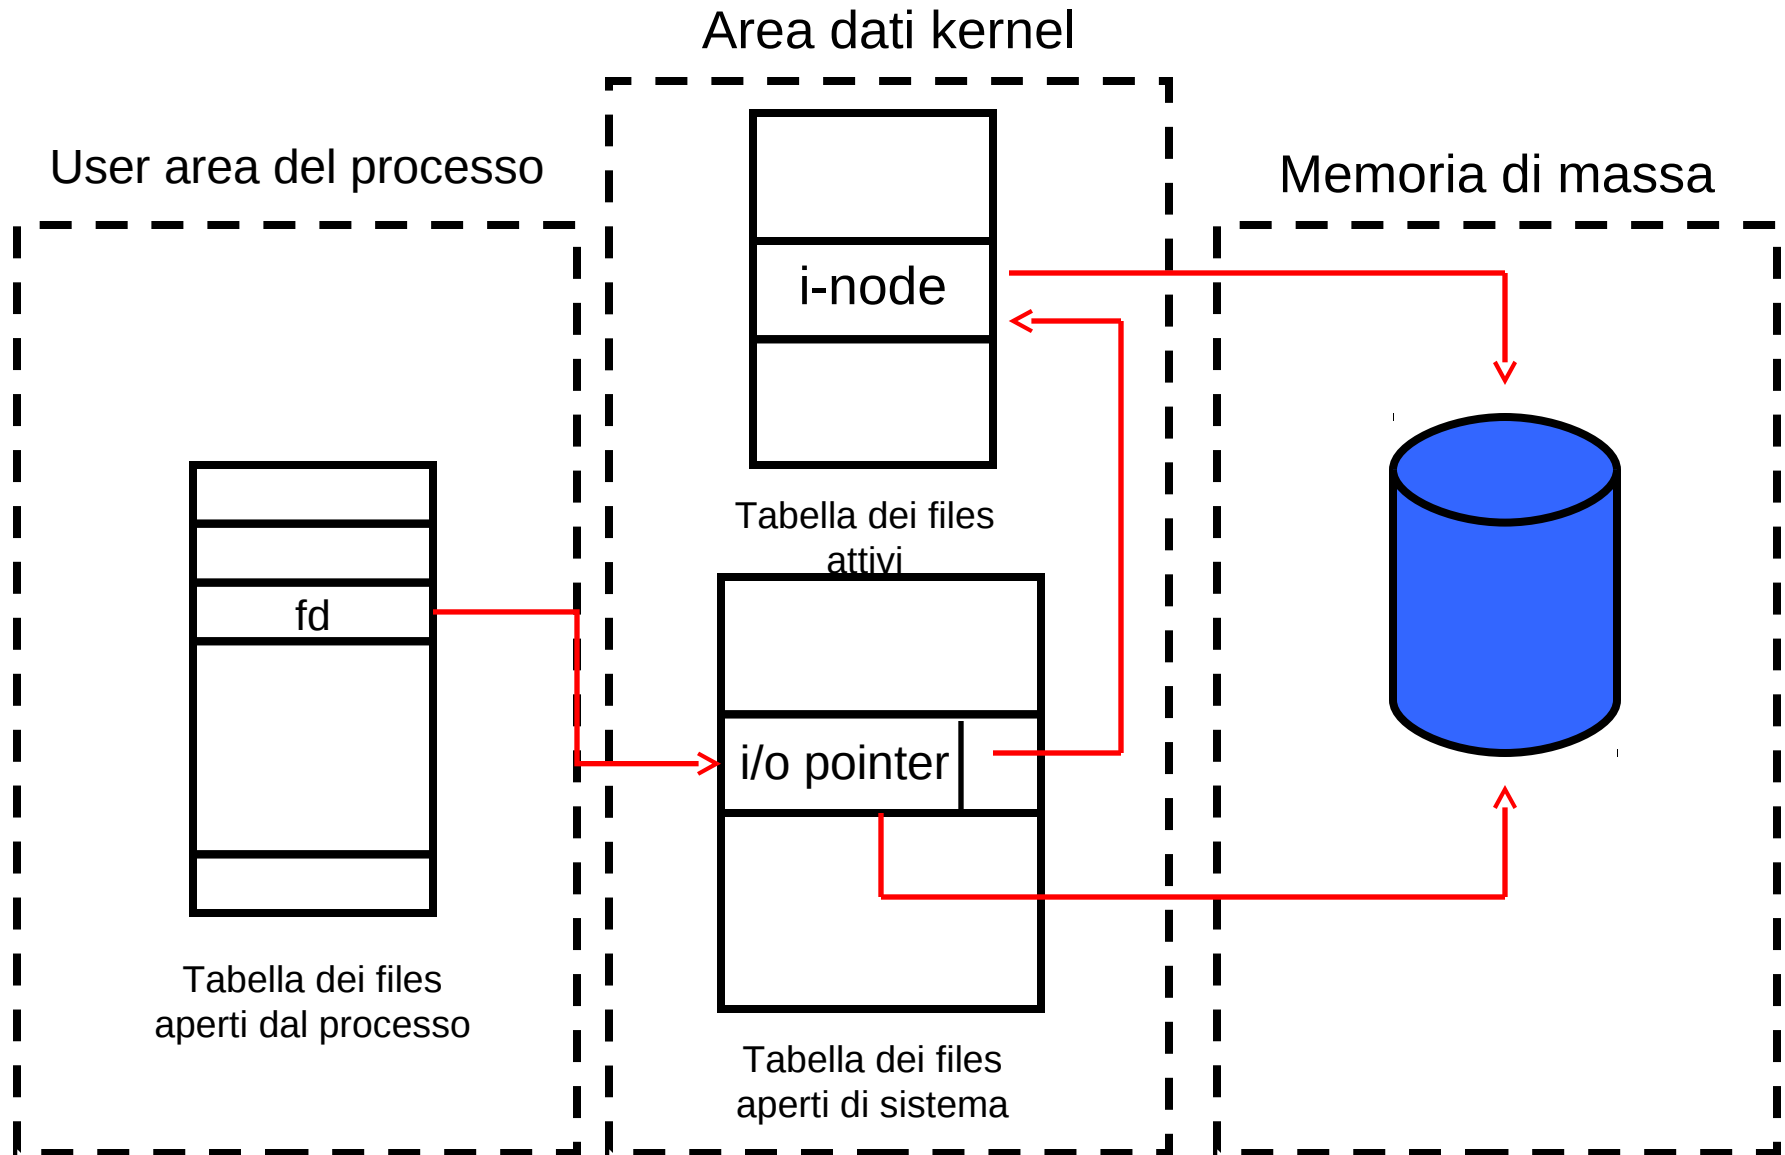 Area dati kernel
User area del processo
Memoria di massa
i-node
Tabella dei files
attivi
fd
i/o pointer
Tabella dei files
aperti dal processo
Tabella dei files
aperti di sistema